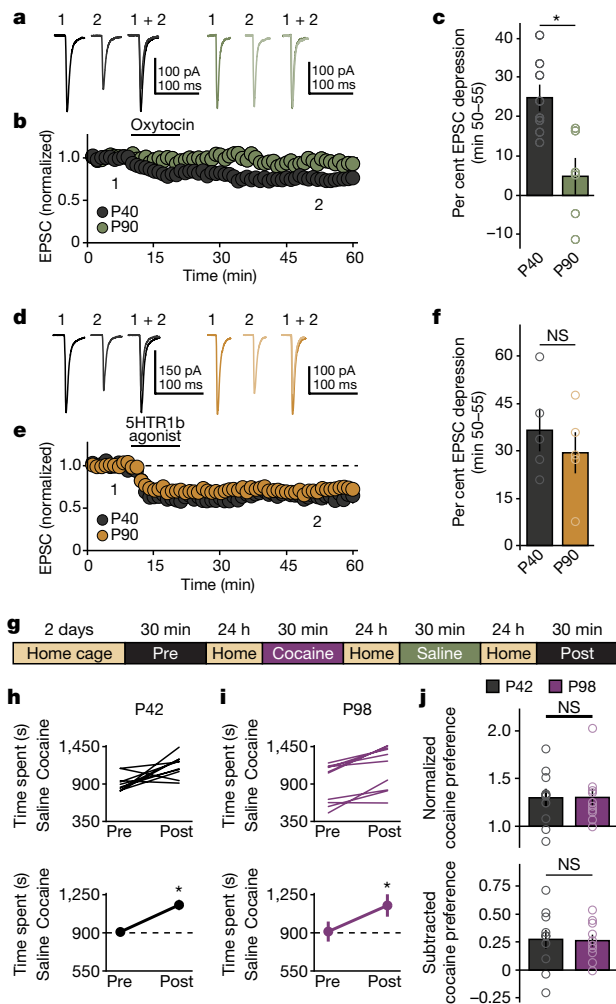 a
1 2 1 + 2
100 pA
100 ms
100 pA
100 ms
b
Oxytocin
EPSC (normalized)
1.0
0.5
0
1
2
P40
P90
0 15 30 45 60
Time (min)
c
Per cent EPSC depression
(min 50–55)
40
30
20
10
0
−10
*
P40 P90
d
1 2 1 + 2 1 2 1 + 2
150 pA
100 ms
100 pA
100 ms
e
5HTR1b
agonist
EPSC (normalized)
1.0
0.5
0
1
2
P40
P90
0 15 30 45 60
Time (min)
f
Per cent EPSC depression
(min 50–55)
60
45
30
15
0
NS
P40 P90
g
2 days 30 min 24 h 30 min 24 h 30 min 24 h 30 min
Home cage Pre Home Cocaine Home Saline Home Post
h
P42
Time spent (s)
Saline Cocaine
1,450
900
350
Pre Post
Time spent (s)
Saline Cocaine
1,250
900
550
*
Pre Post
i
P98
Time spent (s)
Saline Cocaine
1,450
900
350
Pre Post
Time spent (s)
Saline Cocaine
1,250
900
550
*
Pre Post
j
P42 P98
Normalized
cocaine preference
2.0
1.5
1.0
NS
Subtracted
cocaine preference
0.75
0.50
0.25
0
−0.25
NS